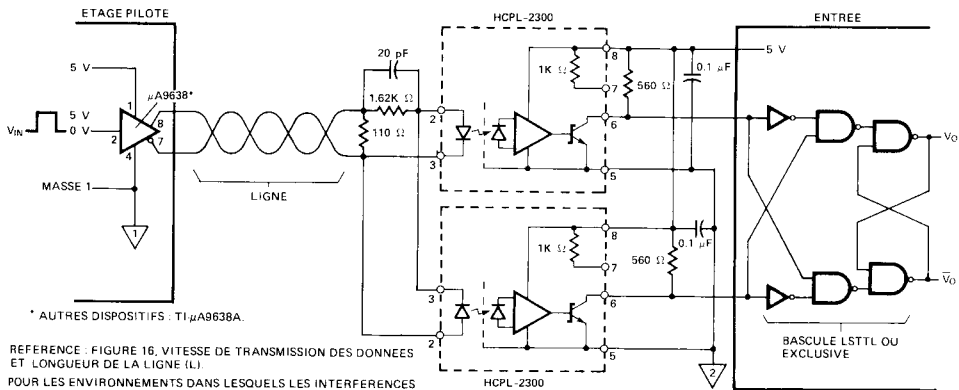 ETAGE PILOTE
HCPL-2300
ENTREE
20 pF
5 V
µA9638*
1
8
7
2
4
5 V
0 V
VIN
1.62K Ω
110 Ω
2
3
1K Ω
8
7
6
5
560 Ω
0.1 µF
5 V
VO
MASSE 1
1
LIGNE
3
2
1K Ω
8
7
6
5
0.1 µF
560 Ω
V̅O
2
* AUTRES DISPOSITIFS : TI-µA9638A.
BASCULE LSTTL OU
EXCLUSIVE
REFERENCE : FIGURE 16, VITESSE DE TRANSMISSION DES DONNEES
ET LONGUEUR DE LA LIGNE (L).
POUR LES ENVIRONNEMENTS DANS LESQUELS LES INTERFERENCES
HCPL-2300